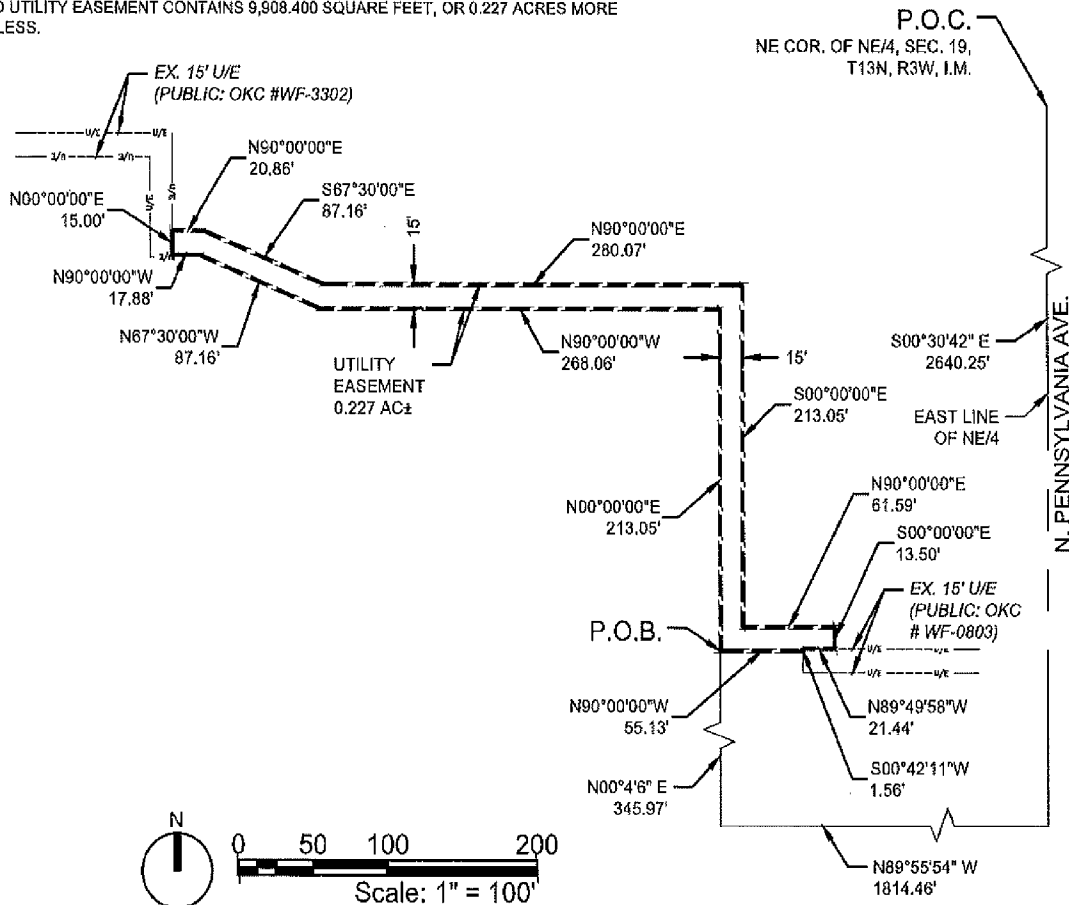 O UTILITY EASEMENT CONTAINS 9,908.400 SQUARE FEET, OR 0.227 ACRES MORE
LESS.
P.O.C.
NE COR. OF NE/4, SEC. 19,
T13N, R3W, I.M.
EX. 15' U/E
(PUBLIC: OKC #WF-3302)
U/E
U/E
U/E
U/E
U/E
U/E
U/E
N90°00'00"E
20.86'
N00°00'00"E
15.00'
S67°30'00"E
87.16'
15'
N90°00'00"E
280.07'
N90°00'00"W
17.88'
N67°30'00"W
87.16'
UTILITY
EASEMENT
0.227 AC±
N90°00'00"W
268.06'
15'
S00°30'42" E
2640.25'
N. PENNSYLVANIA AVE.
S00°00'00"E
213.05'
EAST LINE
OF NE/4
N00°00'00"E
213.05'
N90°00'00"E
61.59'
S00°00'00"E
13.50'
EX. 15' U/E
(PUBLIC: OKC
# WF-0803)
P.O.B.
U/E
U/E
U/E
U/E
N90°00'00"W
55.13'
N89°49'58"W
21.44'
S00°42'11"W
1.56'
N00°4'6" E
345.97'
N
0 50 100 200
Scale: 1" = 100'
N89°55'54" W
1814.46'